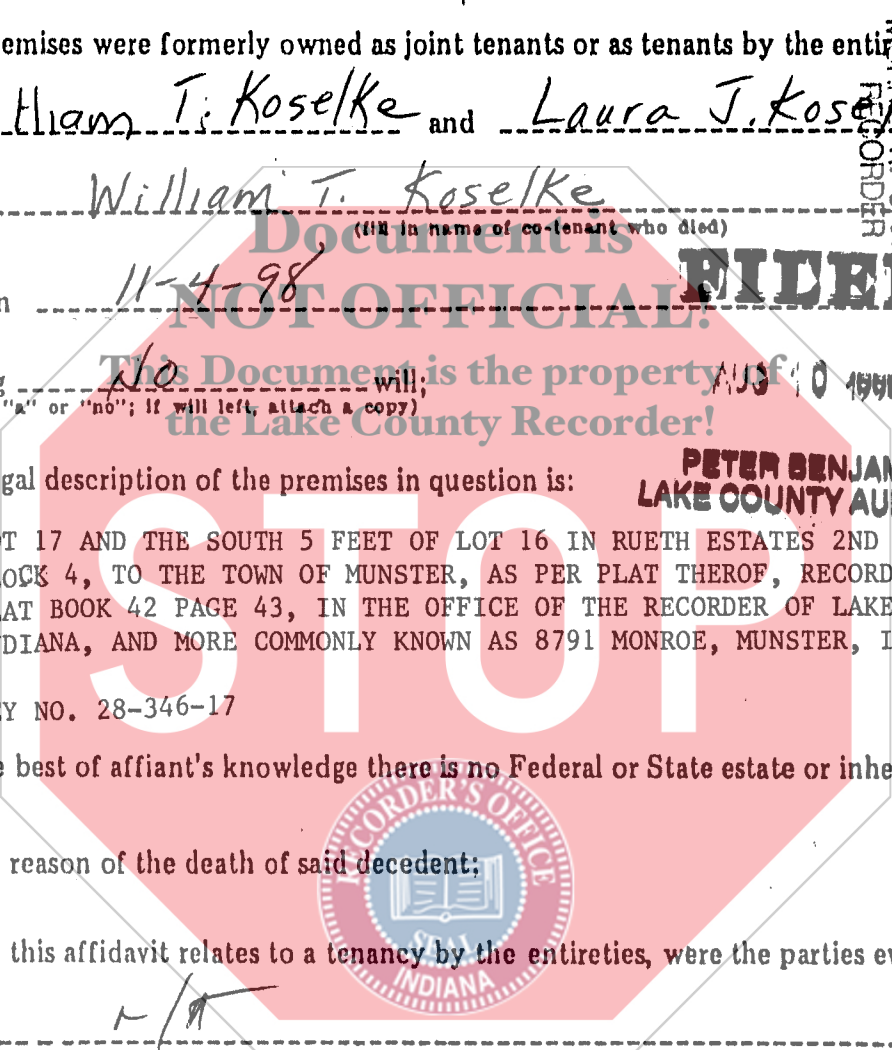 emises were formerly owned as joint tenants or as tenants by the entir
lliam T. Koselke and Laura J. Kose
RECORDER
William T. Koselke
(fill in name of co-tenant who died)
Document is
11-4-98
FILE
NOT OFFICIAL!
No will;
This Document is the property of
AUG 10
"a" or "no"; if will left, attach a copy)
the Lake County Recorder!
PETER BENJAM
gal description of the premises in question is:
LAKE COUNTY AU
T 17 AND THE SOUTH 5 FEET OF LOT 16 IN RUETH ESTATES 2ND
OCK 4, TO THE TOWN OF MUNSTER, AS PER PLAT THEROF, RECORD
AT BOOK 42 PAGE 43, IN THE OFFICE OF THE RECORDER OF LAKE
DIANA, AND MORE COMMONLY KNOWN AS 8791 MONROE, MUNSTER, I
STOP
Y NO. 28-346-17
e best of affiant's knowledge there is no Federal or State estate or inhe
RECORDER'S OFFICE
reason of the death of said decedent;
SEAL
this affidavit relates to a tenancy by the entireties, were the parties ev
INDIANA